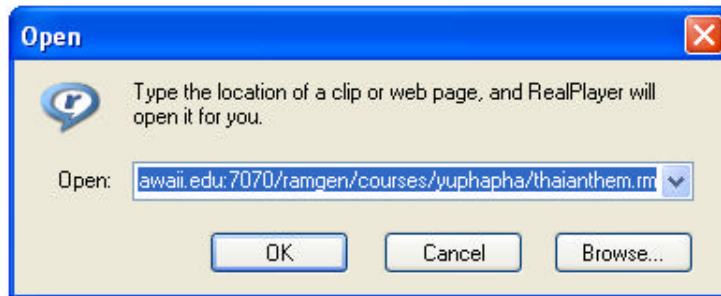 Open
Type the location of a clip or web page, and RealPlayer will
open it for you.
Open:
awaii.edu:7070/ramgen/courses/yuphapha/thaianthem.rm
OK
Cancel
Browse...